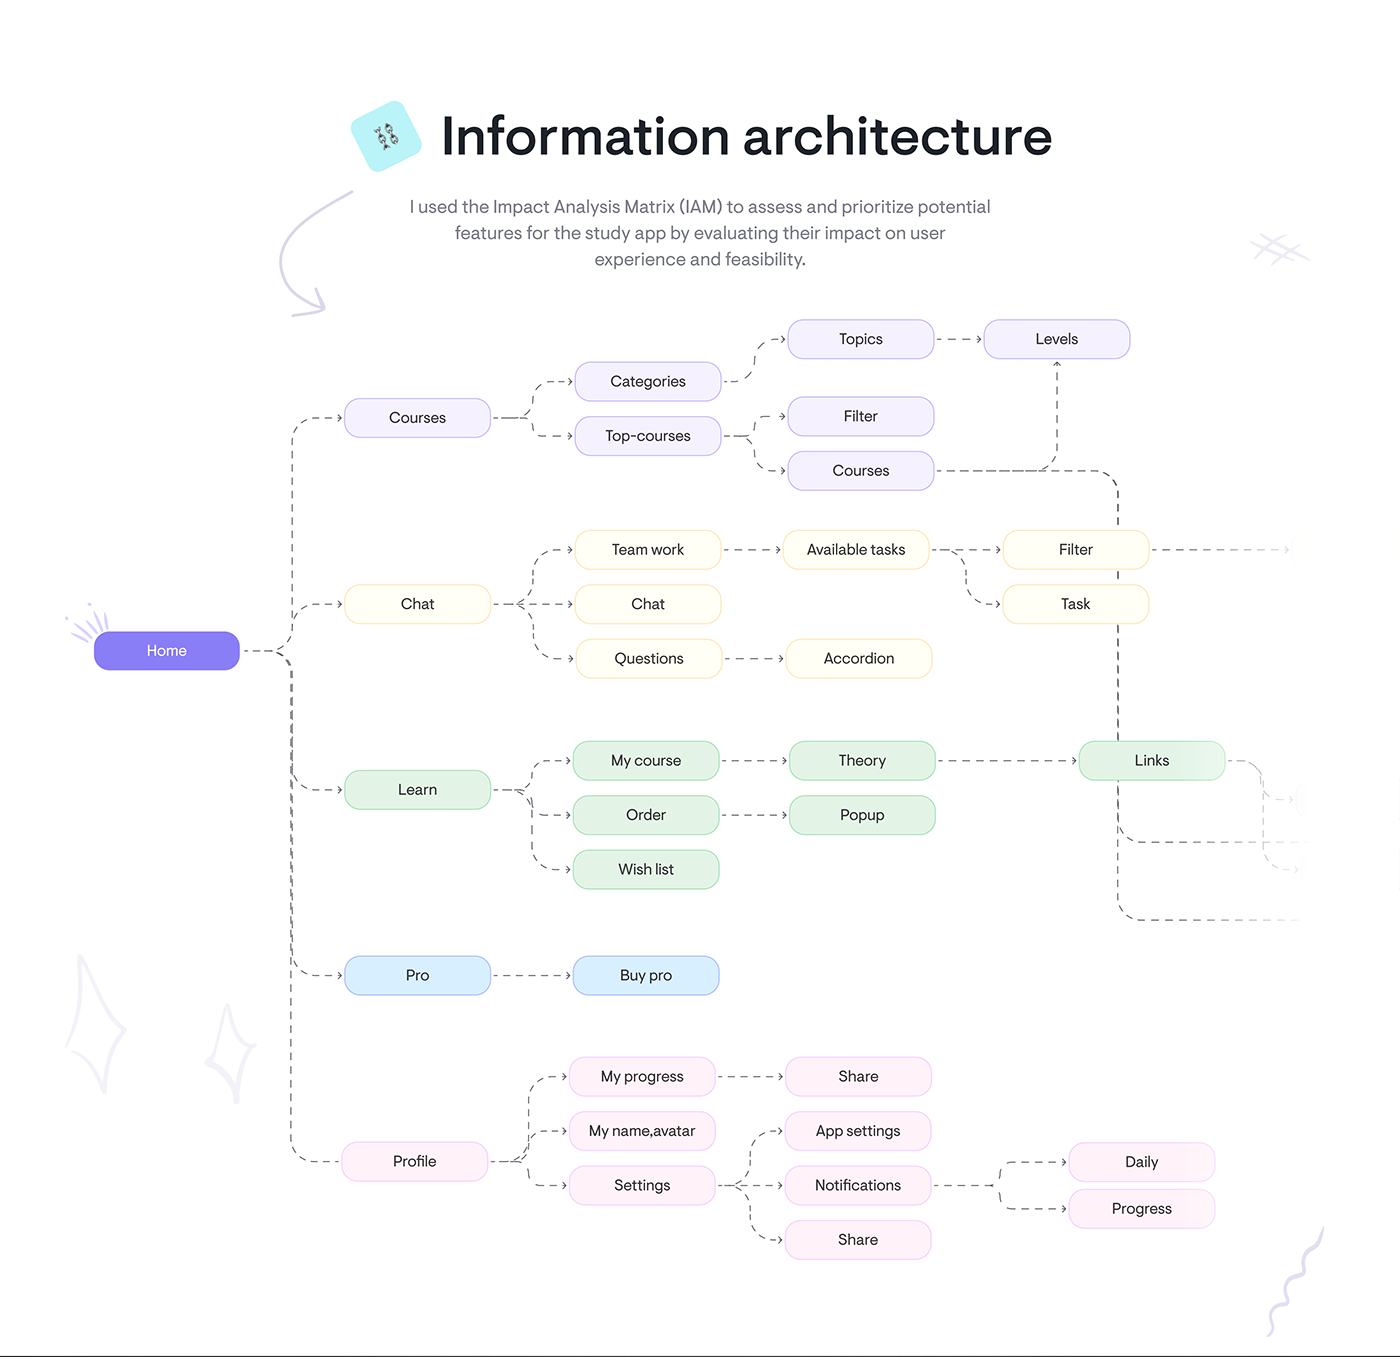 Information architecture
I used the Impact Analysis Matrix (IAM) to assess and prioritize potential
features for the study app by evaluating their impact on user
experience and feasibility.
Topics
Levels
Categories
Courses
Filter
Top-courses
Courses
Team work
Available tasks
Filter
Chat
Chat
Task
Home
Questions
Accordion
My course
Theory
Links
Learn
Order
Popup
Wish list
Pro
Buy pro
My progress
Share
My name,avatar
App settings
Profile
Daily
Settings
Notifications
Progress
Share